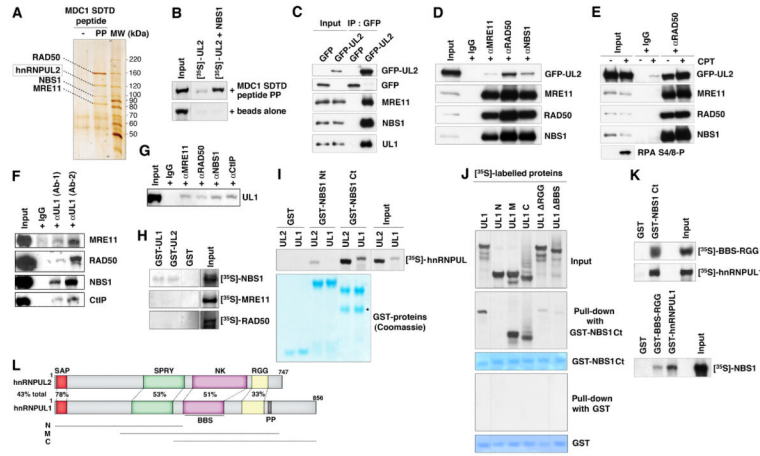 A
MDC1 SDTD
peptide
- PP MW (kDa)
RAD50
hnRNPUL2
NBS1
MRE11
220
160
120
100
90
80
70
60
50
B
Input
[³⁵S]-UL2
[³⁵S]-UL2 + NBS1
+ MDC1 SDTD
peptide PP
+ beads alone
C
Input IP : GFP
GFP
GFP-UL2
GFP
GFP-UL2
GFP-UL2
GFP
MRE11
NBS1
UL1
D
Input
+ IgG
+ αMRE11
+ αRAD50
+ αNBS1
GFP-UL2
MRE11
RAD50
NBS1
E
Input
+ IgG
+ αRAD50
- + - + - + CPT
GFP-UL2
MRE11
RAD50
NBS1
RPA S4/8-P
F
Input
+ IgG
+ αUL1 (Ab-1)
+ αUL1 (Ab-2)
MRE11
RAD50
NBS1
CtIP
G
Input
+ IgG
+ αMRE11
+ αRAD50
+ αNBS1
+ αCtIP
UL1
H
GST-UL1
GST-UL2
GST
Input
[³⁵S]-NBS1
[³⁵S]-MRE11
[³⁵S]-RAD50
I
GST
GST-NBS1 Nt
GST-NBS1 Ct
Input
UL2 UL1 UL2 UL1 UL2 UL1 UL2 UL1
[³⁵S]-hnRNPUL
GST-proteins
(Coomassie)
J
[³⁵S]-labelled proteins
UL1
UL1 N
UL1 M
UL1 C
UL1 ΔRGG
UL1 ΔBBS
Input
Pull-down
with
GST-NBS1Ct
GST-NBS1Ct
Pull-down
with GST
GST
K
GST
GST-NBS1 Ct
Input
[³⁵S]-BBS-RGG
[³⁵S]-hnRNPUL1
GST
GST-BBS-RGG
GST-hnRNPUL1
Input
[³⁵S]-NBS1
L
1 SAP SPRY NK RGG 747
hnRNPUL2
43% total 78% 53% 51% 33%
1 856
hnRNPUL1
BBS PP
N
M
C